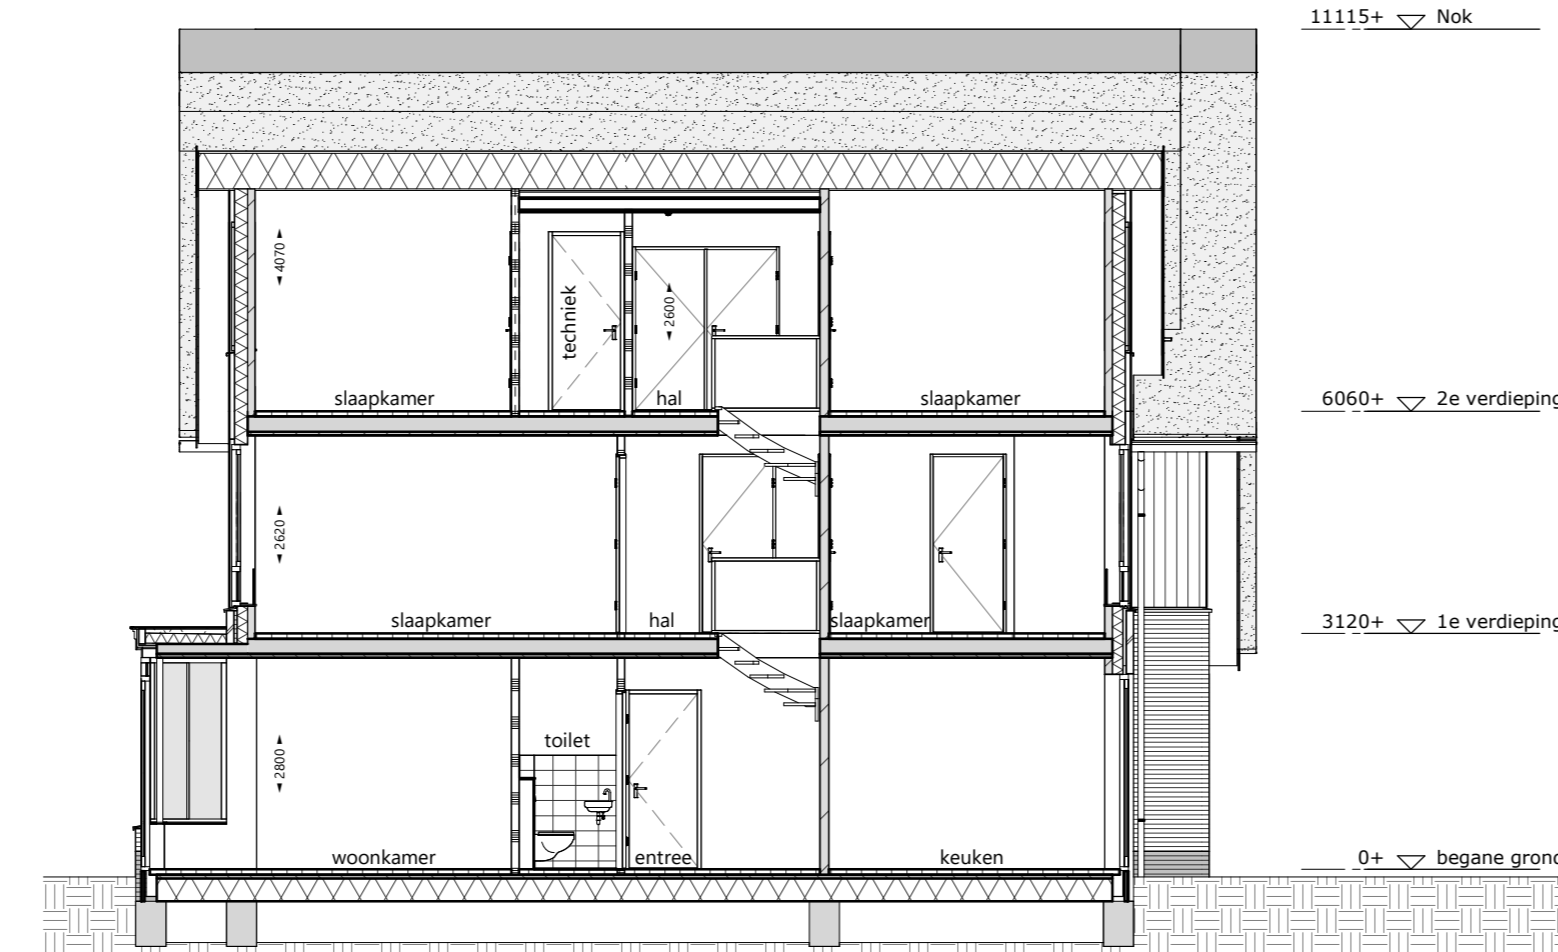 11115+ Nok
4070
techniek
2600
slaapkamer
hal
slaapkamer
6060+ 2e verdieping
2620
slaapkamer
hal
slaapkamer
3120+ 1e verdieping
toilet
2800
woonkamer
entree
keuken
0+ begane grond